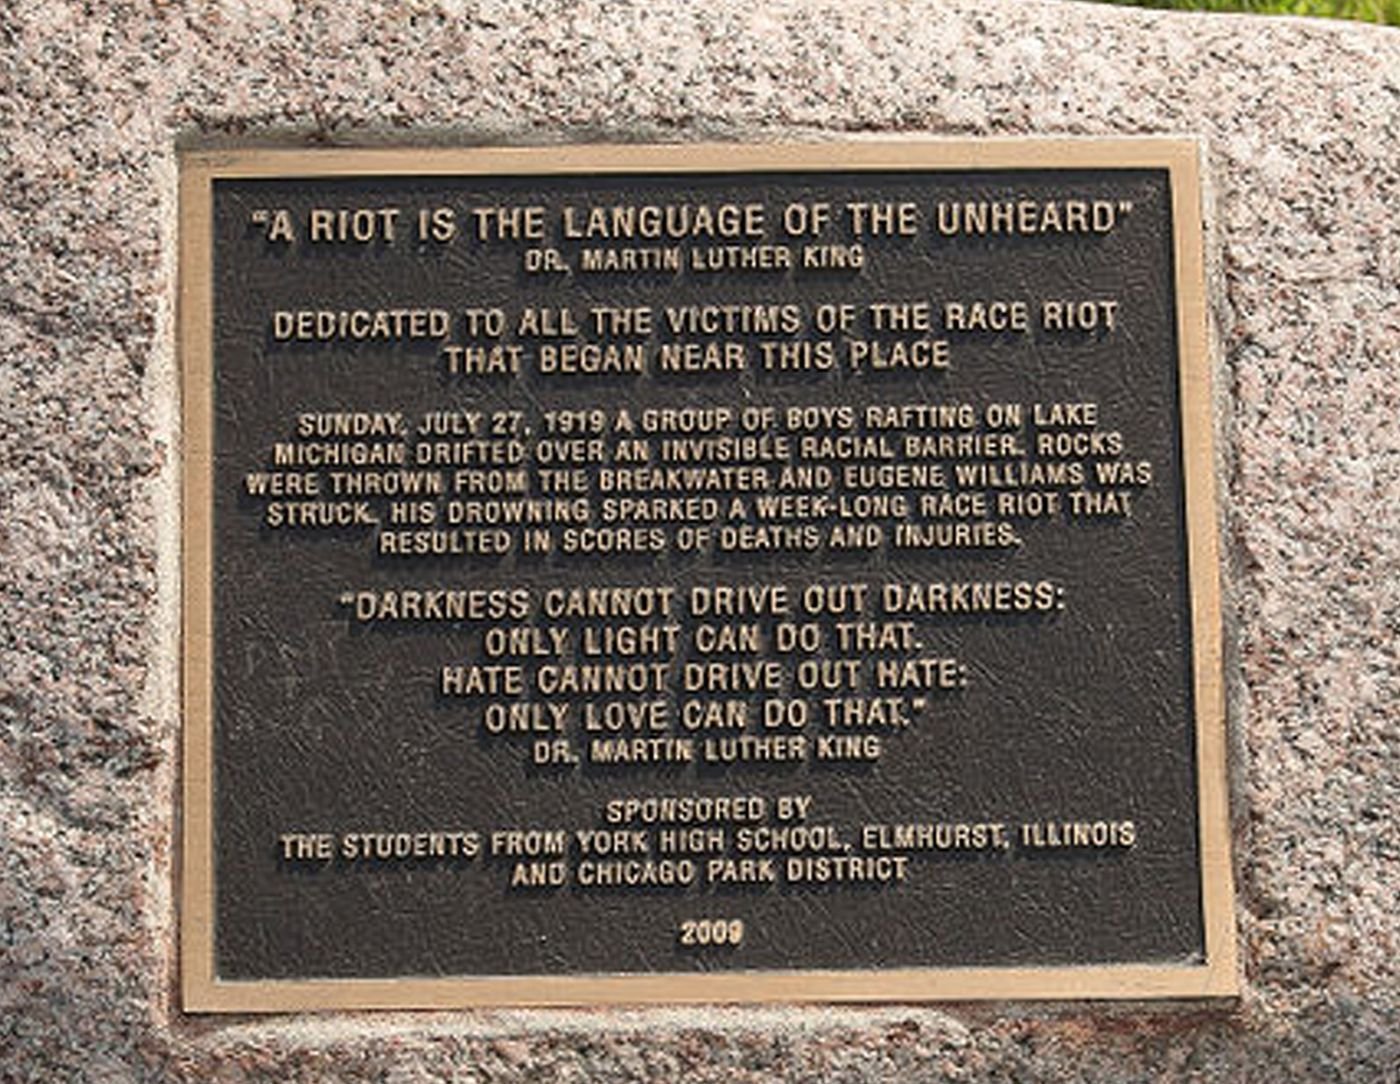 "A RIOT IS THE LANGUAGE OF THE UNHEARD"
DR. MARTIN LUTHER KING
DEDICATED TO ALL THE VICTIMS OF THE RACE RIOT
THAT BEGAN NEAR THIS PLACE
SUNDAY, JULY 27, 1919 A GROUP OF BOYS RAFTING ON LAKE
MICHIGAN DRIFTED OVER AN INVISIBLE RACIAL BARRIER. ROCKS
WERE THROWN FROM THE BREAKWATER AND EUGENE WILLIAMS WAS
STRUCK. HIS DROWNING SPARKED A WEEK-LONG RACE RIOT THAT
RESULTED IN SCORES OF DEATHS AND INJURIES.
"DARKNESS CANNOT DRIVE OUT DARKNESS:
ONLY LIGHT CAN DO THAT.
HATE CANNOT DRIVE OUT HATE:
ONLY LOVE CAN DO THAT."
DR. MARTIN LUTHER KING
SPONSORED BY
THE STUDENTS FROM YORK HIGH SCHOOL, ELMHURST, ILLINOIS
AND CHICAGO PARK DISTRICT
2009